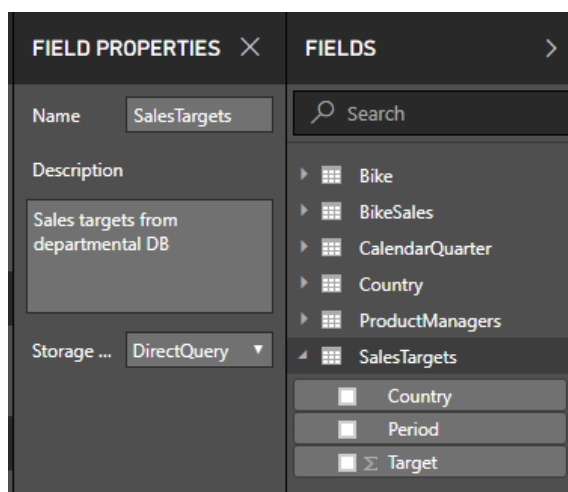 FIELD PROPERTIES
Name
SalesTargets
Description
Sales targets from
departmental DB
Storage ...
DirectQuery
FIELDS
Search
Bike
BikeSales
CalendarQuarter
Country
ProductManagers
SalesTargets
Country
Period
Σ Target